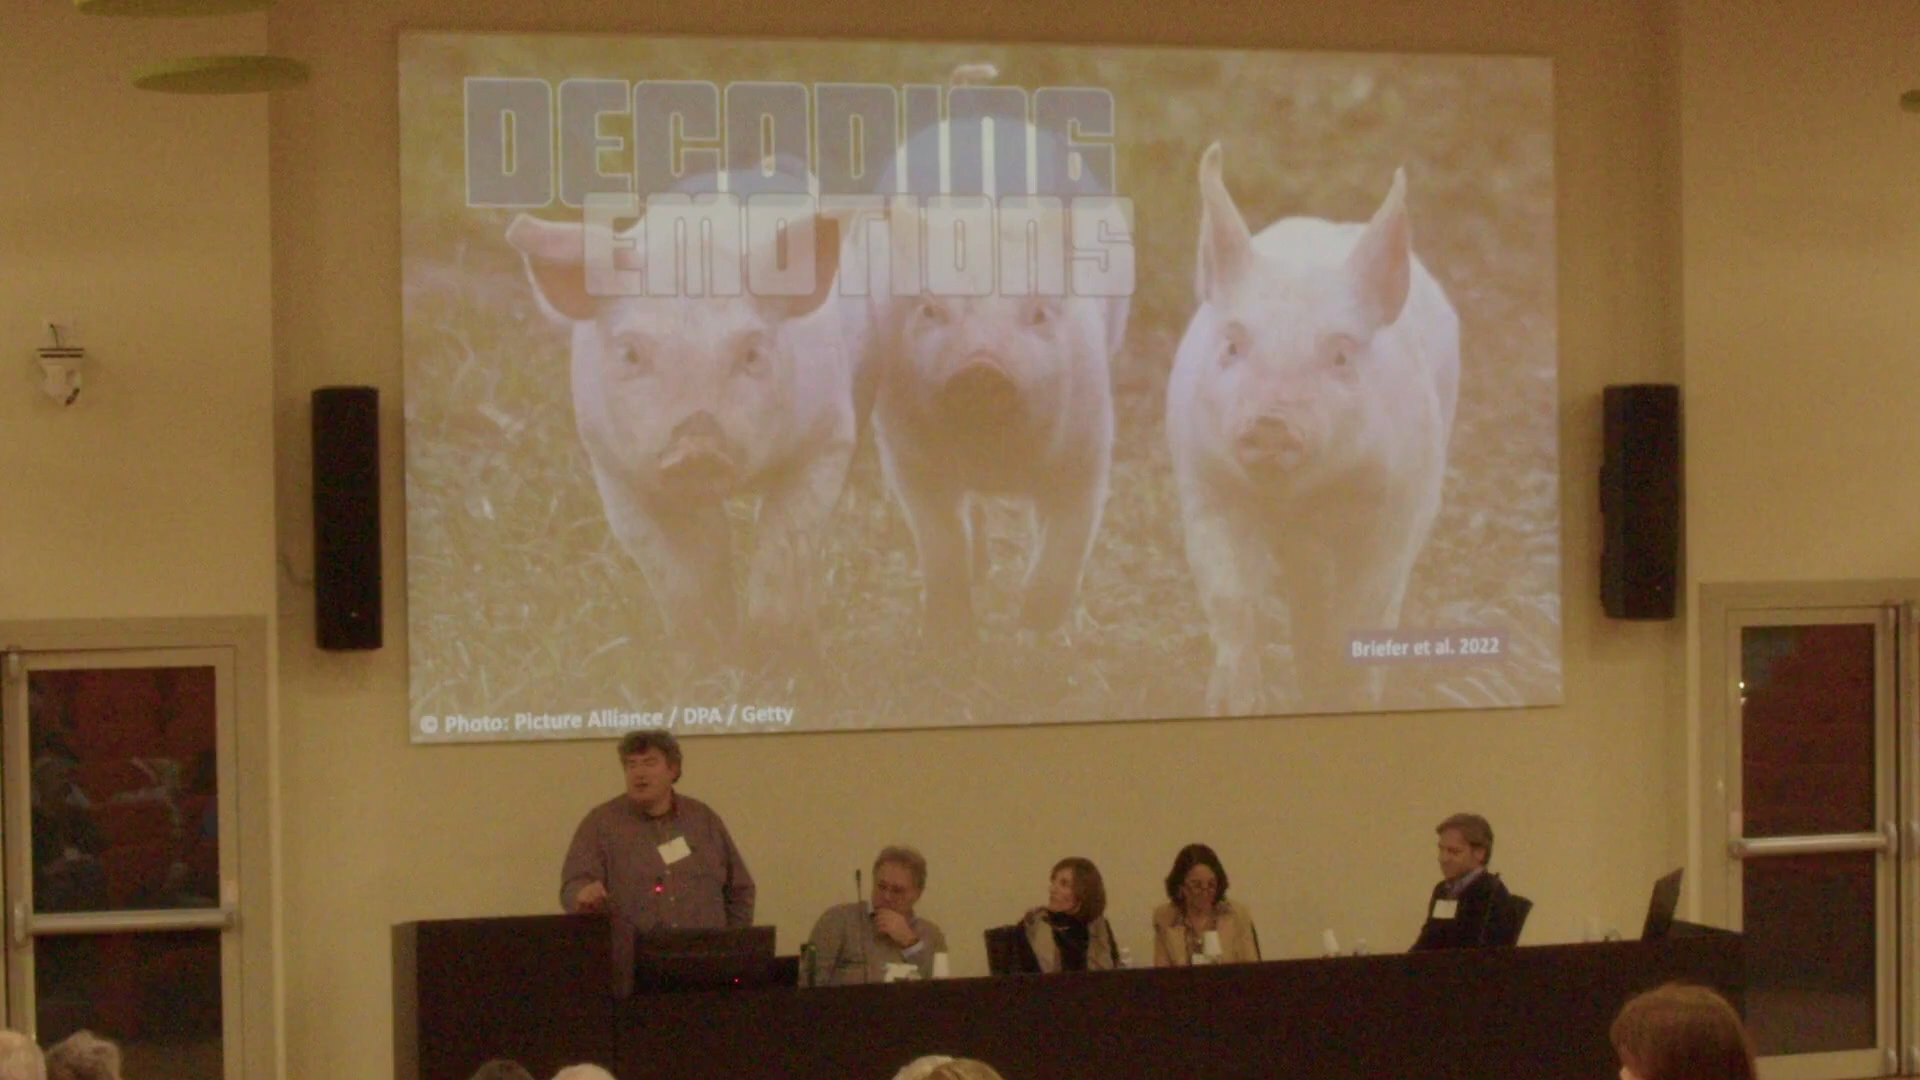 DECODING
EMOTIONS
Briefer et al. 2022
© Photo: Picture Alliance / DPA / Getty